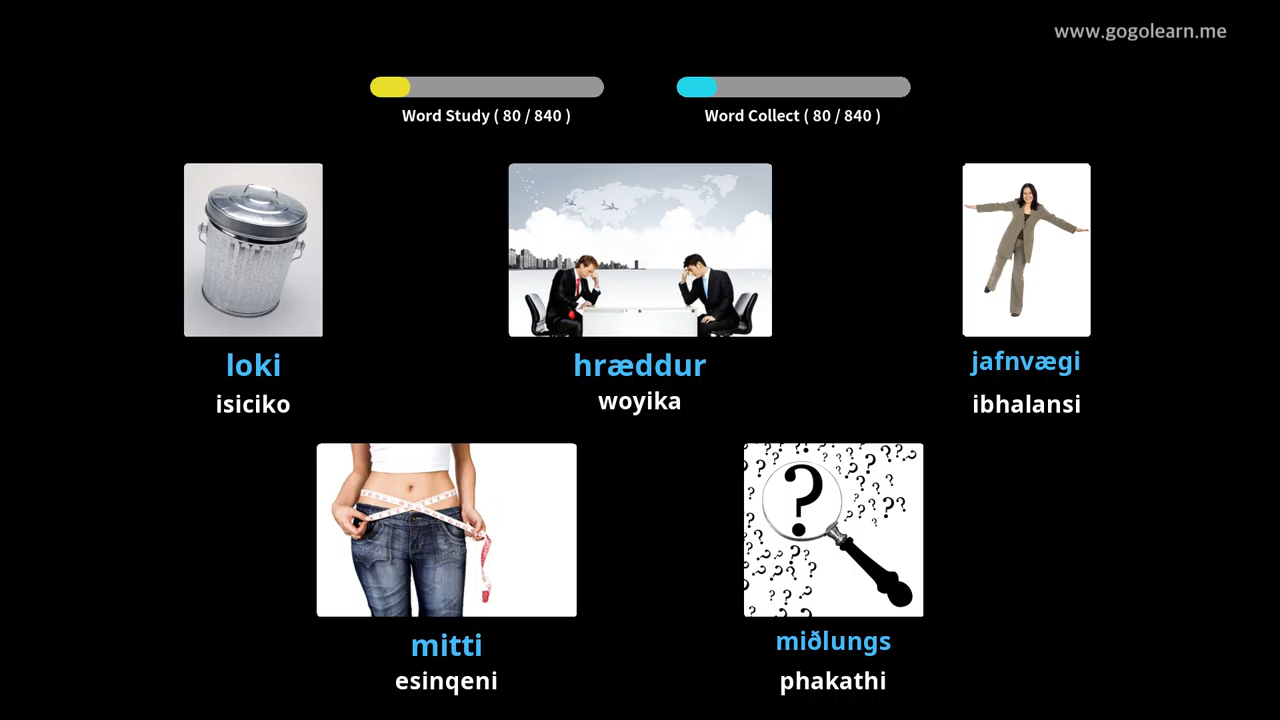 www.gogolearn.me
Word Study ( 80 / 840 )
Word Collect ( 80 / 840 )
loki
isiciko
hræddur
woyika
jafnvægi
ibhalansi
mitti
esinqeni
miðlungs
phakathi